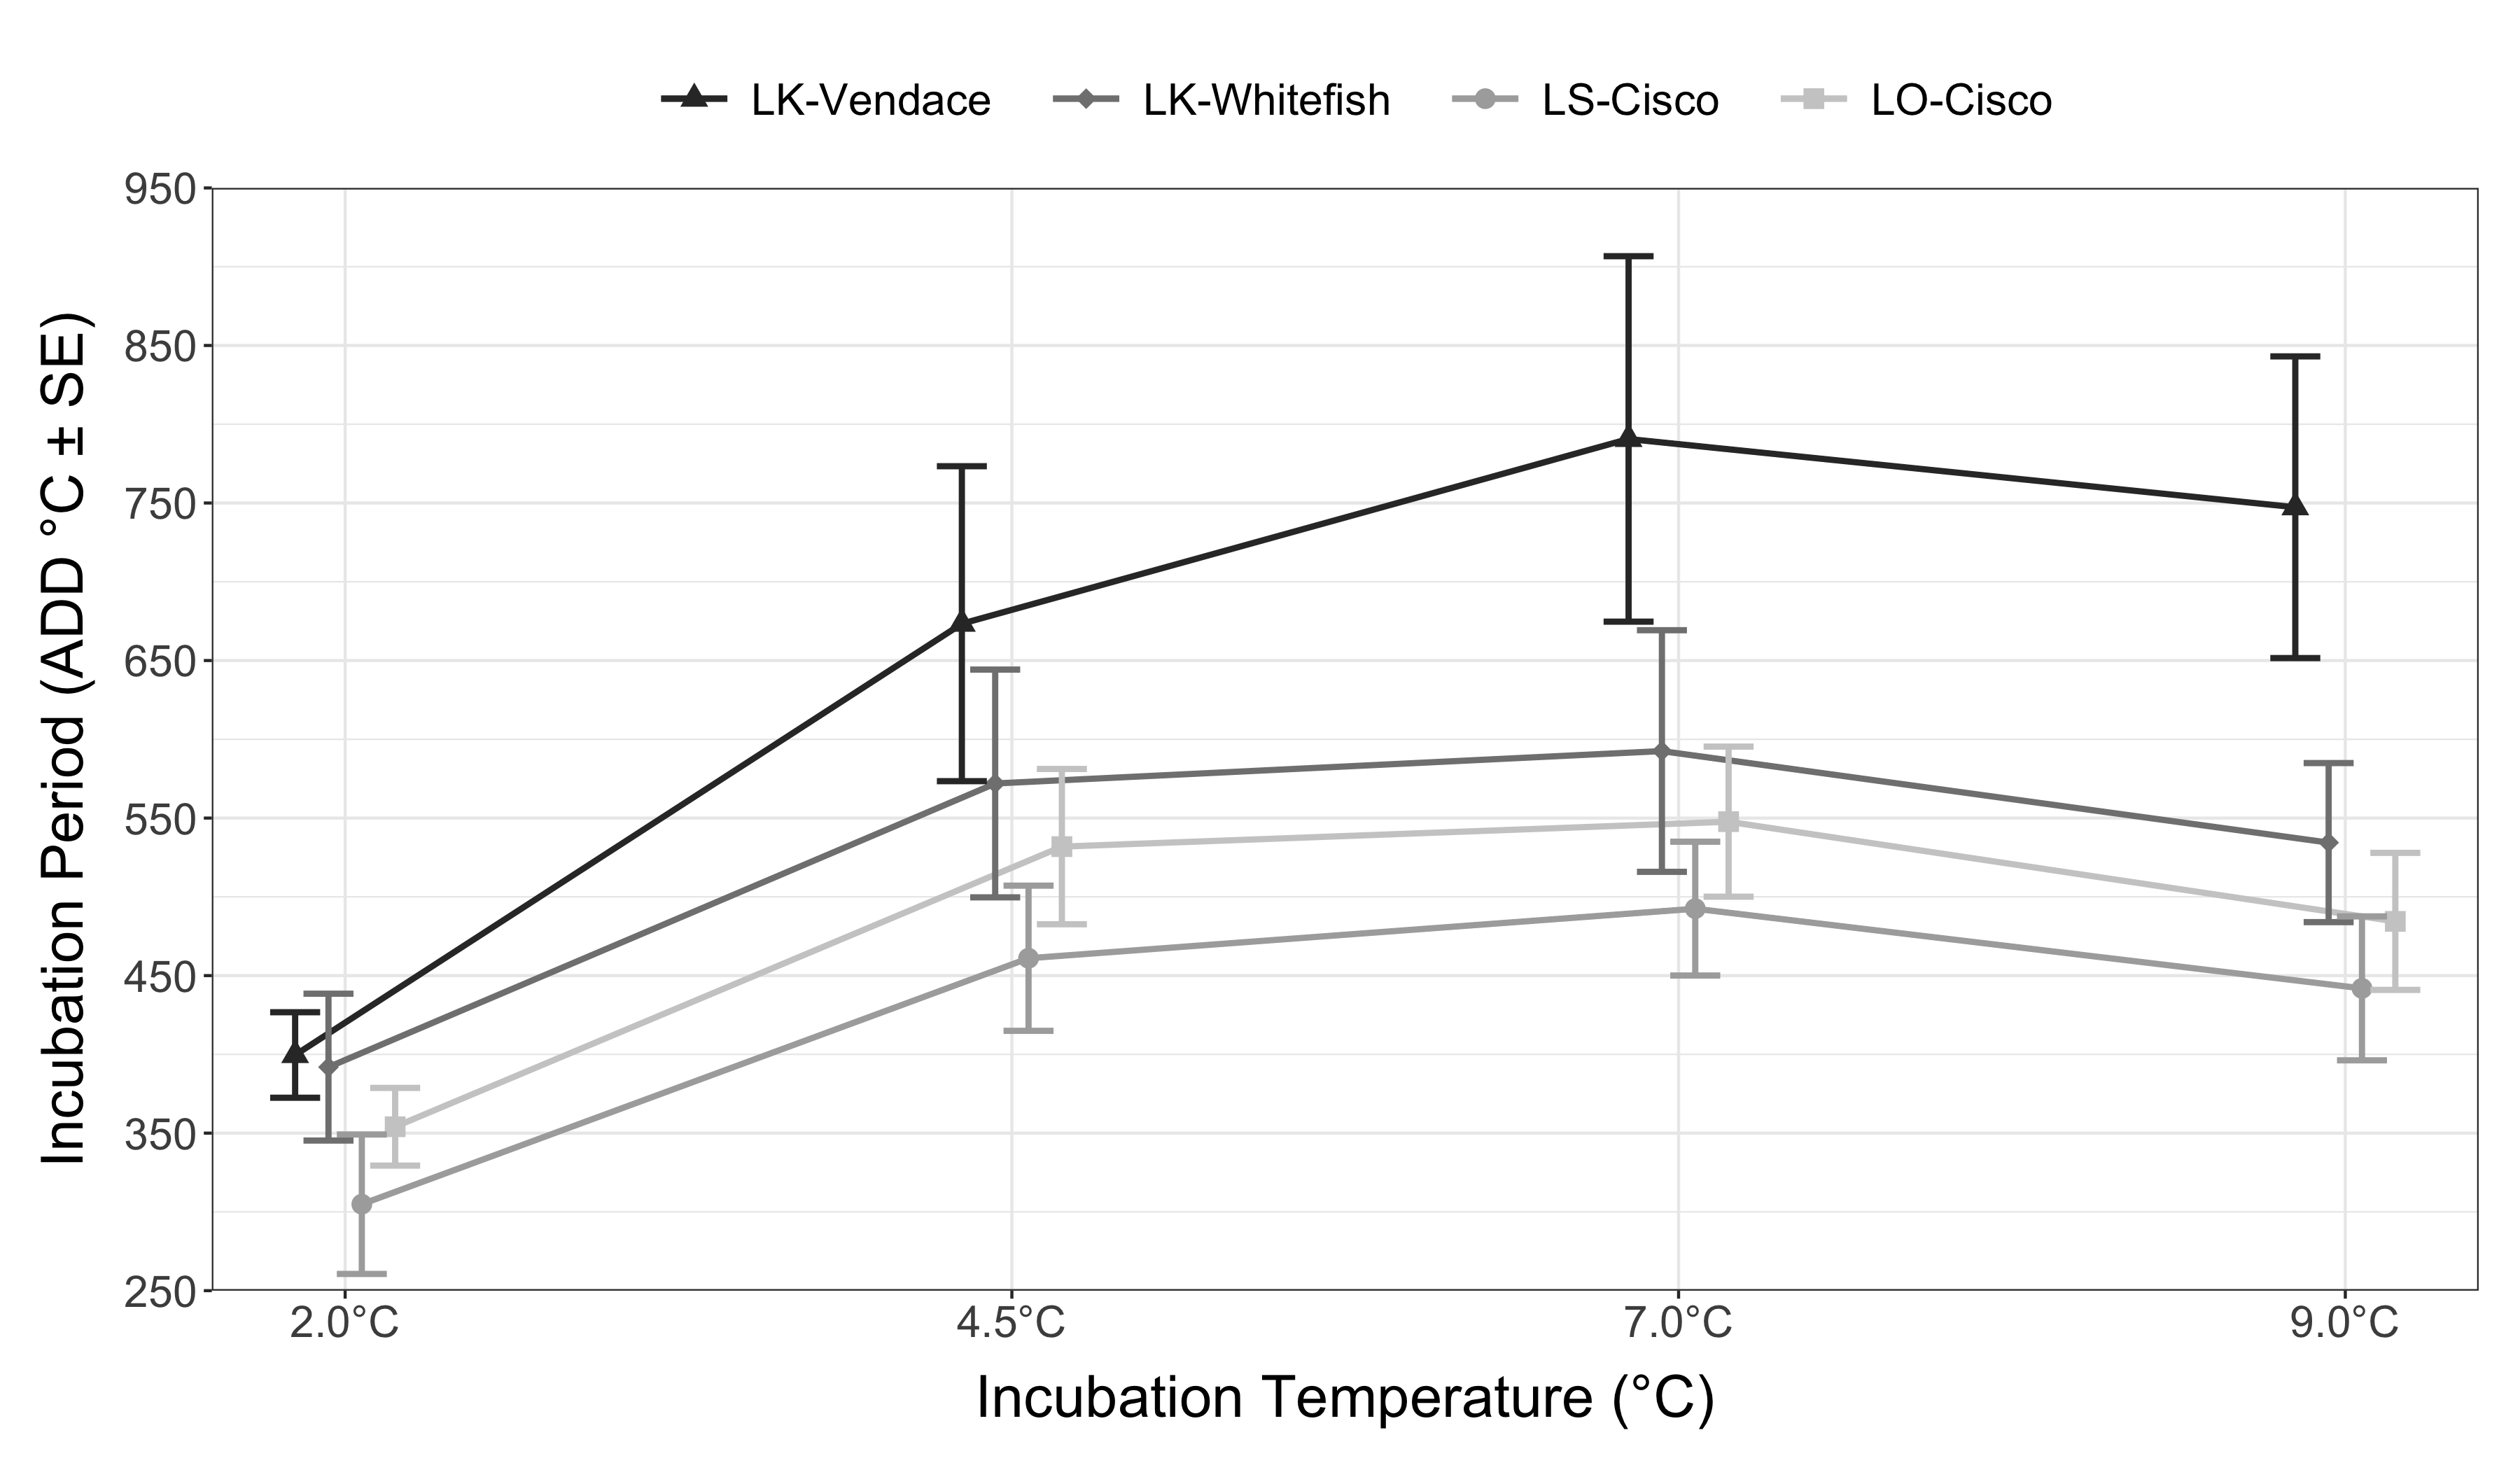 LK-Vendace LK-Whitefish LS-Cisco LO-Cisco
Incubation Period (ADD °C ± SE)
950
850
750
650
550
450
350
250
2.0°C 4.5°C 7.0°C 9.0°C
Incubation Temperature (°C)